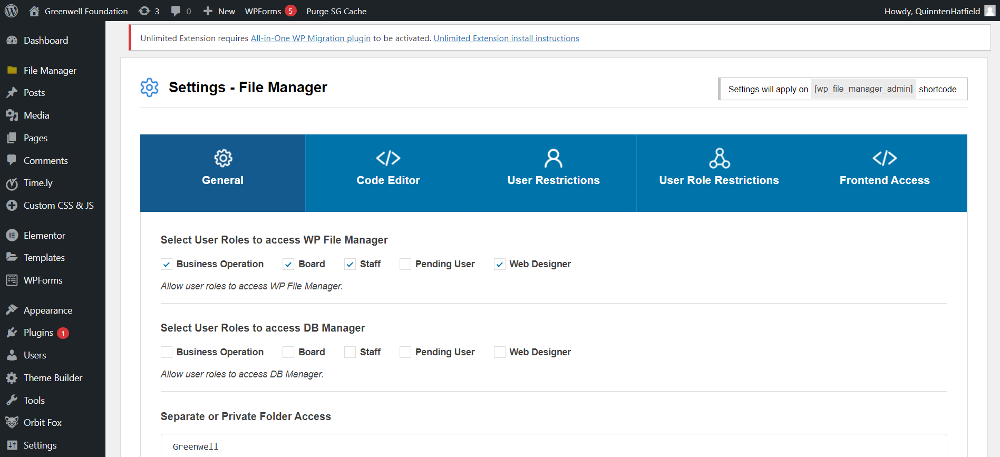 Greenwell Foundation 3 0 New WPForms 5 Purge SG Cache Howdy, QuinntenHatfield
Dashboard
File Manager
Posts
Media
Pages
Comments
Time.ly
Custom CSS & JS
Elementor
Templates
WPForms
Appearance
Plugins 1
Users
Theme Builder
Tools
Orbit Fox
Settings
Unlimited Extension requires All-in-One WP Migration plugin to be activated. Unlimited Extension install instructions
Settings - File Manager
Settings will apply on [wp_file_manager_admin] shortcode.
General
Code Editor
User Restrictions
User Role Restrictions
Frontend Access
Select User Roles to access WP File Manager
Business Operation Board Staff Pending User Web Designer
Allow user roles to access WP File Manager.
Select User Roles to access DB Manager
Business Operation Board Staff Pending User Web Designer
Allow user roles to access DB Manager.
Separate or Private Folder Access
Greenwell